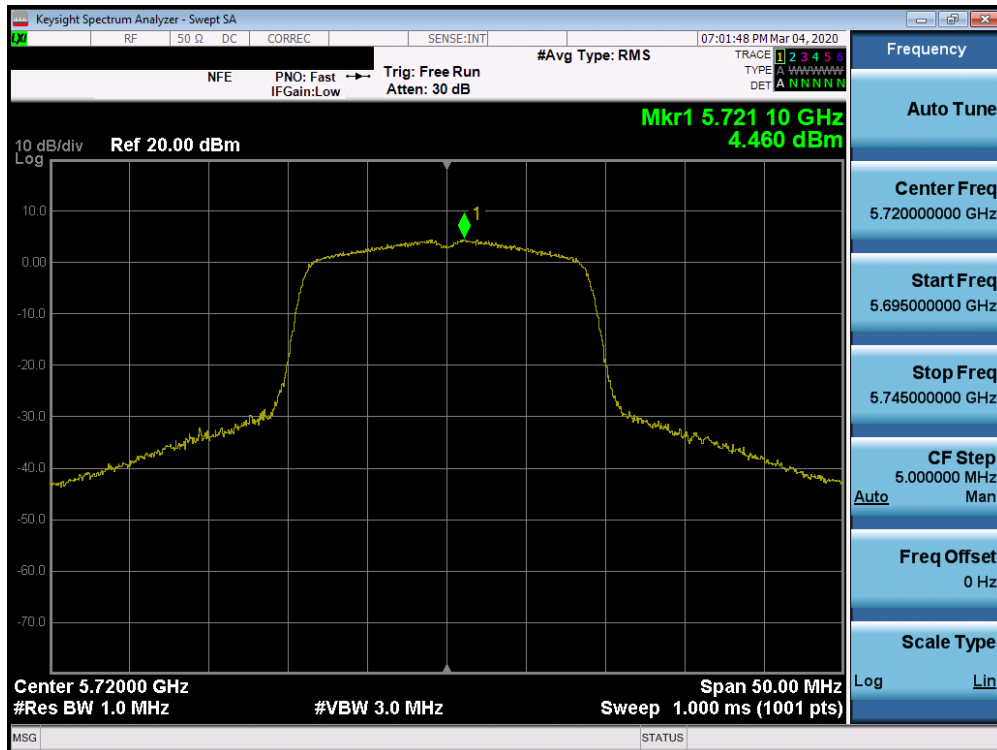 Keysight Spectrum Analyzer - Swept SA
LXI RF 50 Ω DC CORREC SENSE:INT 07:01:48 PM Mar 04, 2020
NFE PNO: Fast Trig: Free Run #Avg Type: RMS TRACE 1 2 3 4 5 6
IFGain:Low Atten: 30 dB TYPE A WWWWWW
DET A N N N N N
Mkr1 5.721 10 GHz
4.460 dBm
10 dB/div Ref 20.00 dBm
Log
1
10.0
0.00
-10.0
-20.0
-30.0
-40.0
-50.0
-60.0
-70.0
Center 5.72000 GHz Span 50.00 MHz
#Res BW 1.0 MHz #VBW 3.0 MHz Sweep 1.000 ms (1001 pts)
MSG STATUS
Frequency
Auto Tune
Center Freq
5.720000000 GHz
Start Freq
5.695000000 GHz
Stop Freq
5.745000000 GHz
CF Step
5.000000 MHz
Auto Man
Freq Offset
0 Hz
Scale Type
Log Lin